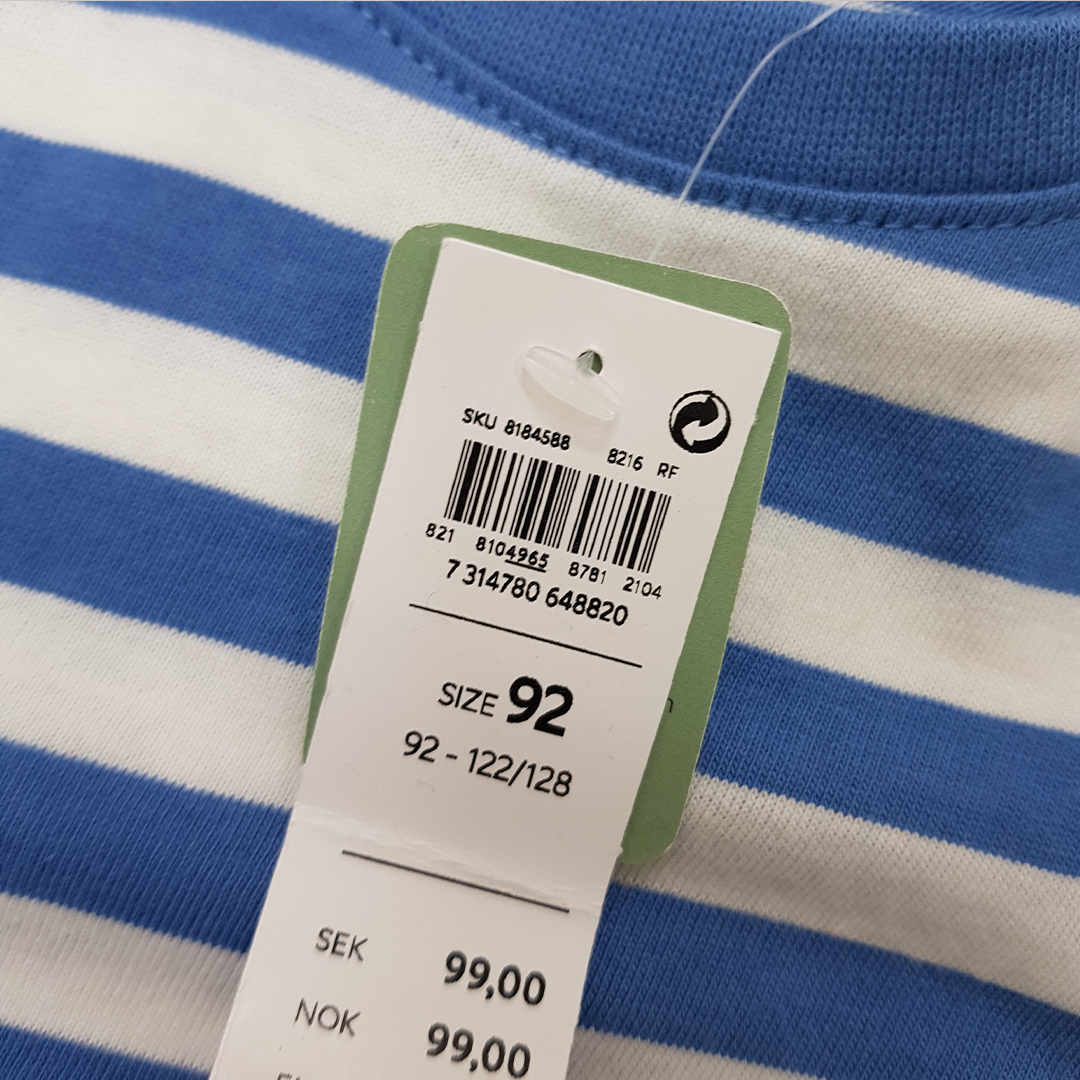 SKU 8184588 8216 RF
821 8104965 8781 2104
7 314780 648820
SIZE 92
92 - 122/128
SEK 99,00
NOK 99,00